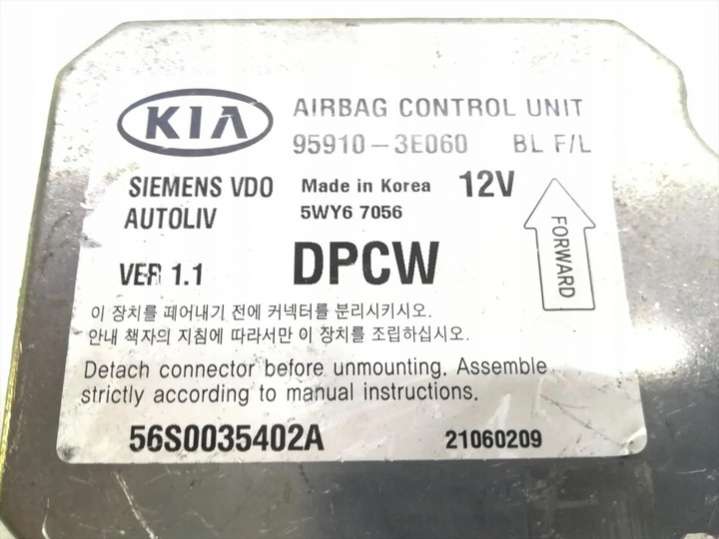 KIA AIRBAG CONTROL UNIT
95910-3E060 BL F/L
SIEMENS VDO Made in Korea 12V
AUTOLIV 5WY6 7056
FORWARD
VER 1.1 DPCW
이 장치를 떼어내기 전에 커넥터를 분리시키시오.
안내 책자의 지침에 따라서만 이 장치를 조립하십시오.
Detach connector before unmounting. Assemble
strictly according to manual instructions.
56S0035402A 21060209